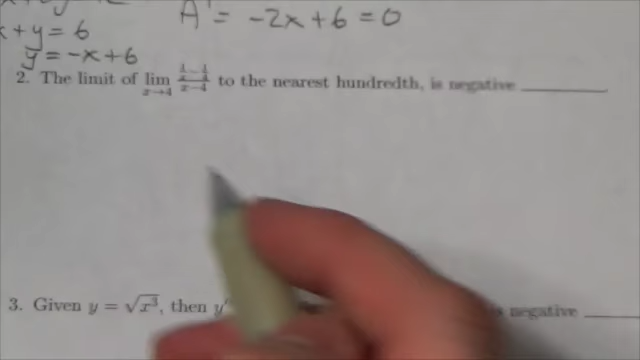 A' = -2x + 6 = 0
x + y = 6
y = -x + 6
2. The limit of lim x→4 (1/x − 1/4)/(x−4) to the nearest hundredth, is negative ________
3. Given y = √x³, then y' is negative ________